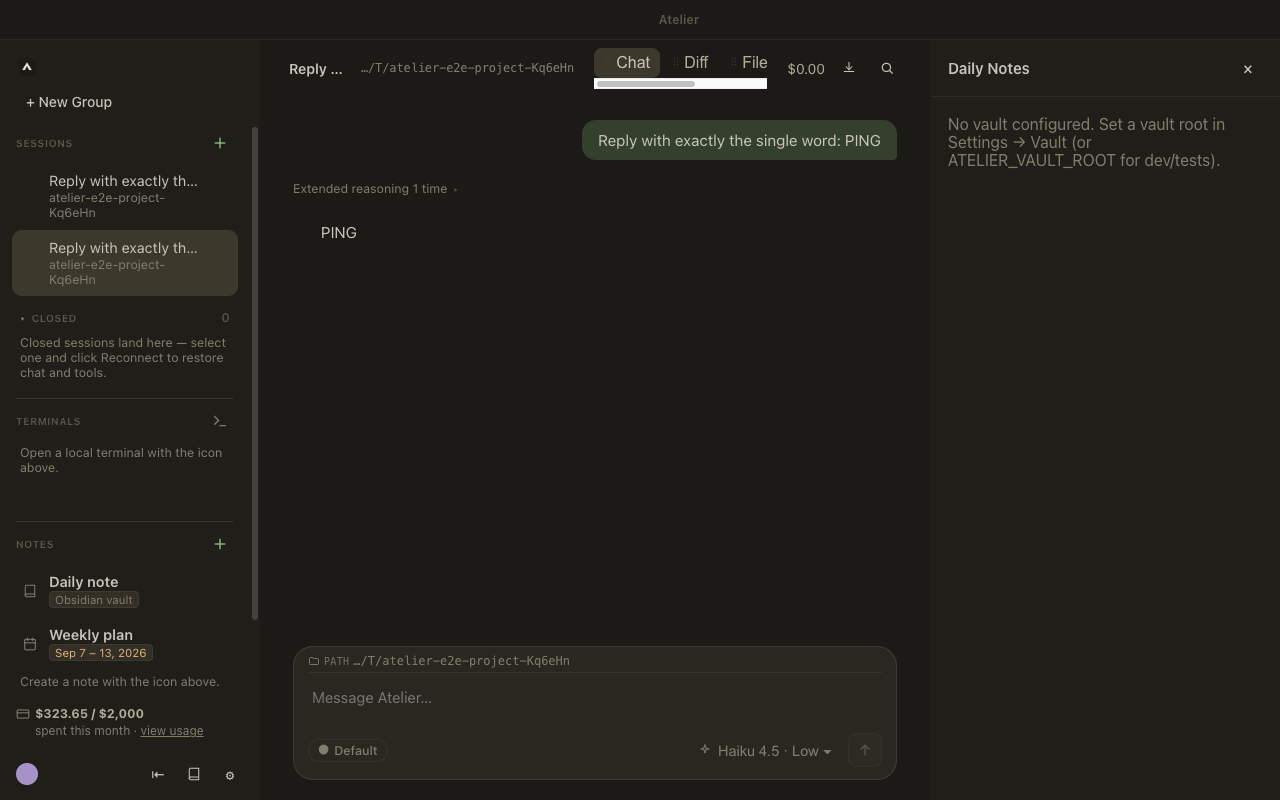 Atelier
+ New Group
SESSIONS
Reply with exactly th...
atelier-e2e-project-
Kq6eHn
Reply with exactly th...
atelier-e2e-project-
Kq6eHn
CLOSED 0
Closed sessions land here — select
one and click Reconnect to restore
chat and tools.
TERMINALS
Open a local terminal with the icon
above.
NOTES
Daily note
Obsidian vault
Weekly plan
Sep 7 – 13, 2026
Create a note with the icon above.
$323.65 / $2,000
spent this month · view usage
Reply ... …/T/atelier-e2e-project-Kq6eHn Chat Diff File $0.00
Reply with exactly the single word: PING
Extended reasoning 1 time
PING
PATH …/T/atelier-e2e-project-Kq6eHn
Message Atelier...
Default Haiku 4.5 · Low
Daily Notes
No vault configured. Set a vault root in
Settings → Vault (or
ATELIER_VAULT_ROOT for dev/tests).